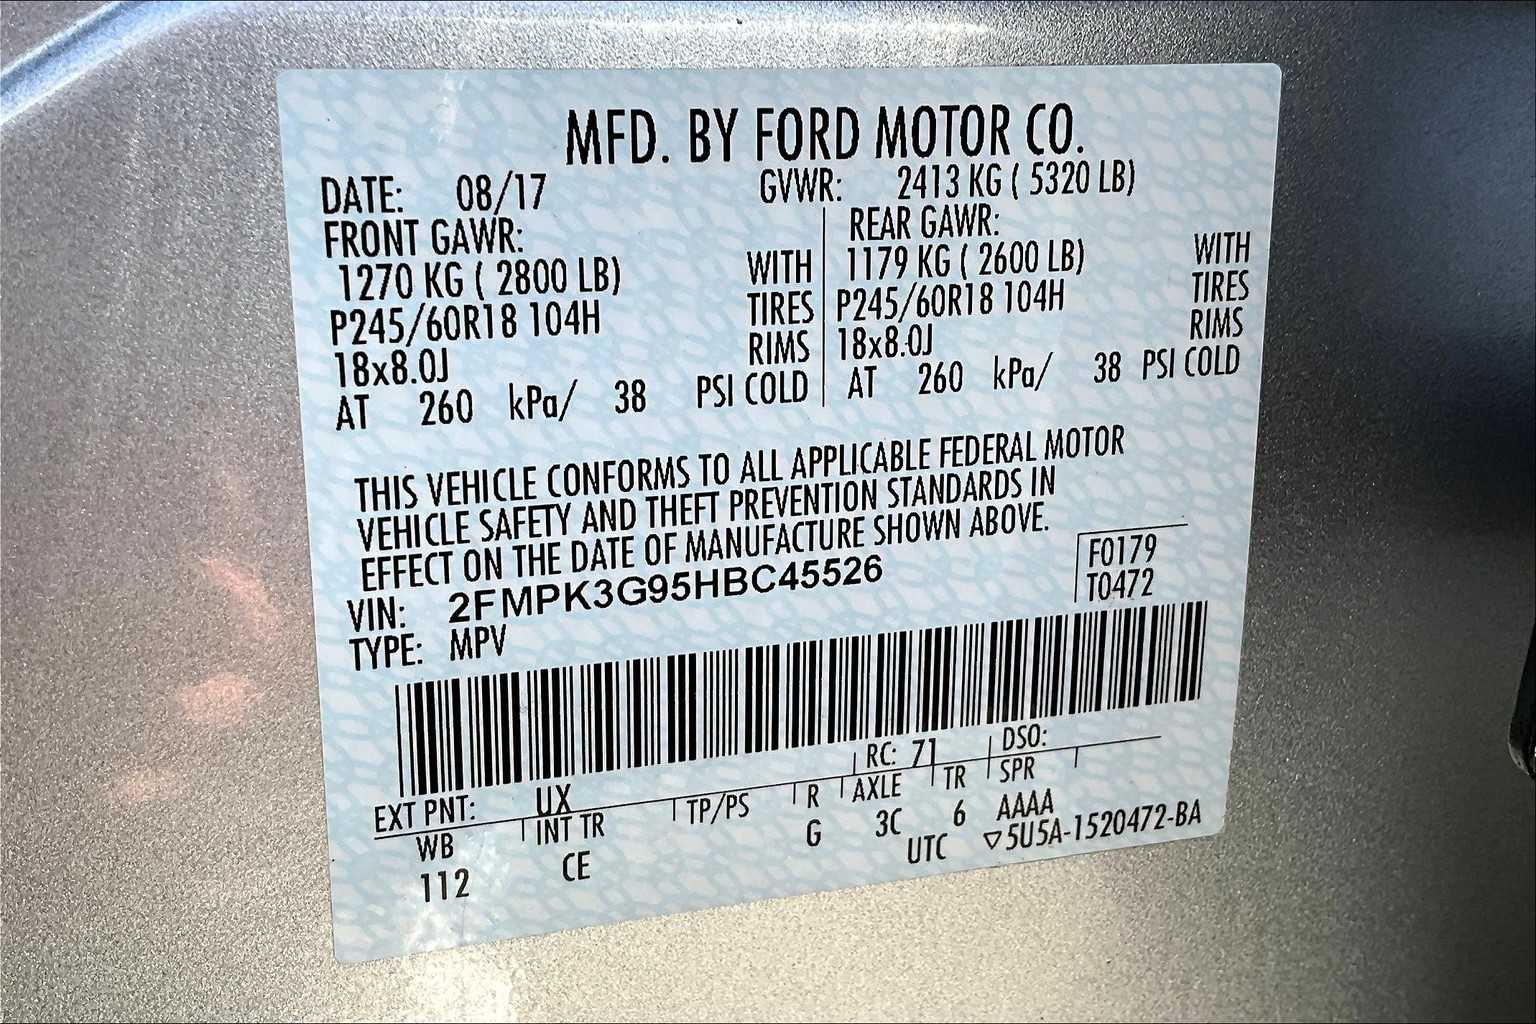 MFD. BY FORD MOTOR CO.
DATE: 08/17 GVWR: 2413 KG ( 5320 LB)
FRONT GAWR: REAR GAWR:
1270 KG ( 2800 LB) WITH 1179 KG ( 2600 LB) WITH
P245/60R18 104H TIRES P245/60R18 104H TIRES
18x8.0J RIMS 18x8.0J RIMS
AT 260 kPa/ 38 PSI COLD AT 260 kPa/ 38 PSI COLD
THIS VEHICLE CONFORMS TO ALL APPLICABLE FEDERAL MOTOR
VEHICLE SAFETY AND THEFT PREVENTION STANDARDS IN
EFFECT ON THE DATE OF MANUFACTURE SHOWN ABOVE.
F0179
VIN: 2FMPK3G95HBC45526 T0472
TYPE: MPV
RC: 71 DSO:
EXT PNT: UX
WB INT TR TP/PS R AXLE TR SPR
112 CE G 3C 6 AAAA
UTC ▽5U5A-1520472-BA